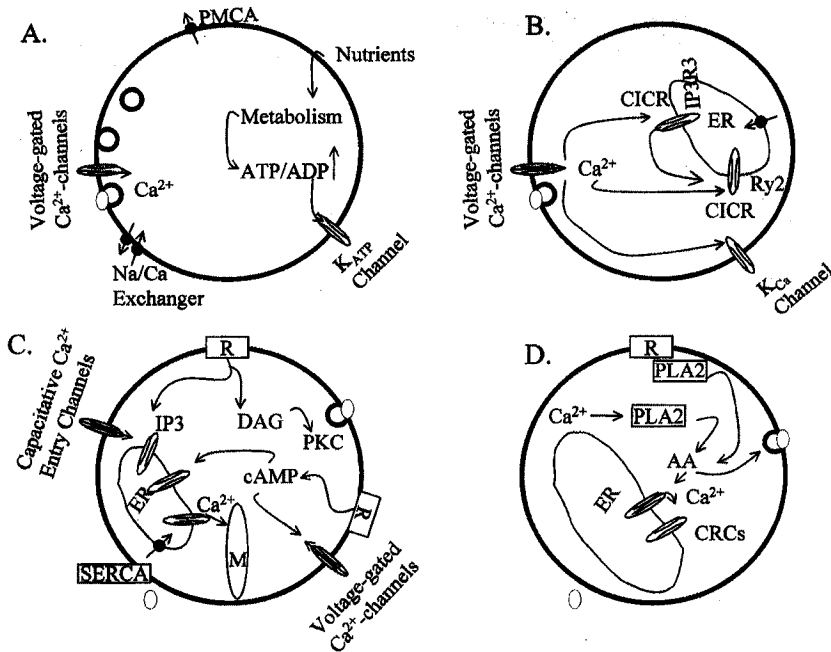 A.
PMCA
Nutrients
Metabolism
ATP/ADP
Voltage-gated
Ca²⁺-channels
Ca²⁺
Na/Ca
Exchanger
K_ATP
Channel
B.
CICR
IP3R3
ER
Voltage-gated
Ca²⁺-channels
Ca²⁺
Ry2
CICR
K_Ca
Channel
C.
R
Capacitative Ca²⁺
Entry Channels
IP3
DAG
PKC
cAMP
ER
Ca²⁺
R
M
SERCA
Voltage-gated
Ca²⁺-channels
D.
R
PLA2
Ca²⁺
PLA2
AA
ER
Ca²⁺
CRCs